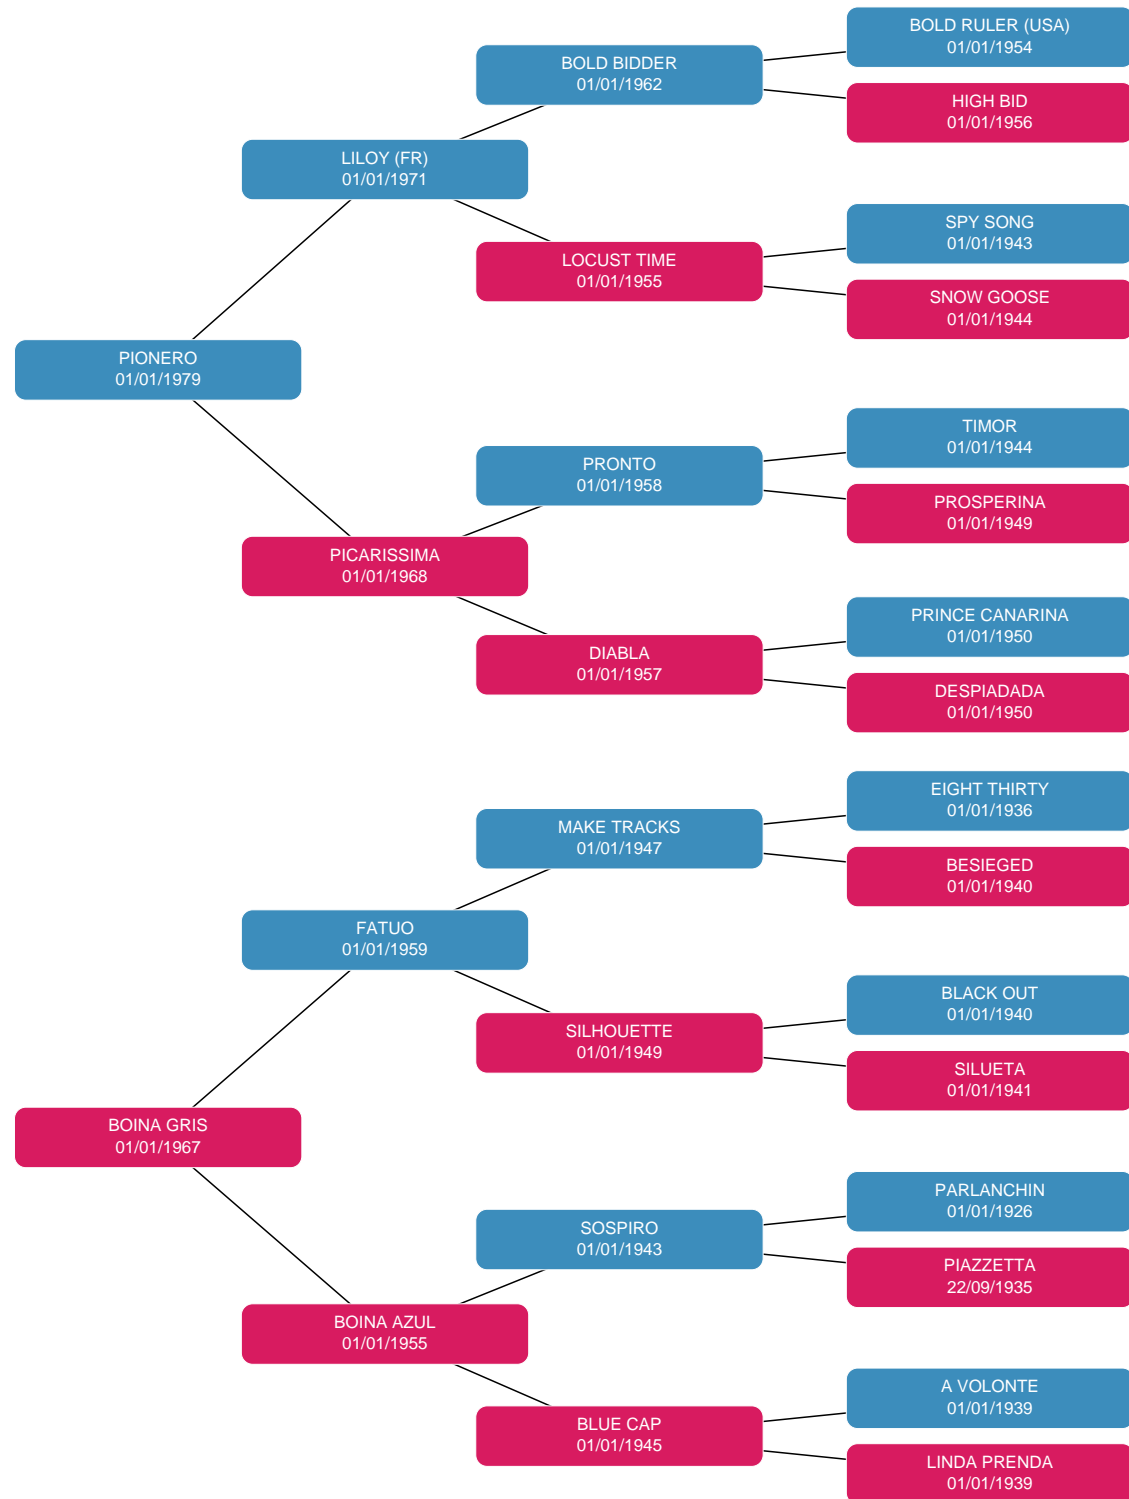 BOLD RULER (USA)
01/01/1954
BOLD BIDDER
01/01/1962
HIGH BID
01/01/1956
LILOY (FR)
01/01/1971
SPY SONG
01/01/1943
LOCUST TIME
01/01/1955
SNOW GOOSE
01/01/1944
PIONERO
01/01/1979
TIMOR
01/01/1944
PRONTO
01/01/1958
PROSPERINA
01/01/1949
PICARISSIMA
01/01/1968
PRINCE CANARINA
01/01/1950
DIABLA
01/01/1957
DESPIADADA
01/01/1950
EIGHT THIRTY
01/01/1936
MAKE TRACKS
01/01/1947
BESIEGED
01/01/1940
FATUO
01/01/1959
BLACK OUT
01/01/1940
SILHOUETTE
01/01/1949
SILUETA
01/01/1941
BOINA GRIS
01/01/1967
PARLANCHIN
01/01/1926
SOSPIRO
01/01/1943
PIAZZETTA
22/09/1935
BOINA AZUL
01/01/1955
A VOLONTE
01/01/1939
BLUE CAP
01/01/1945
LINDA PRENDA
01/01/1939